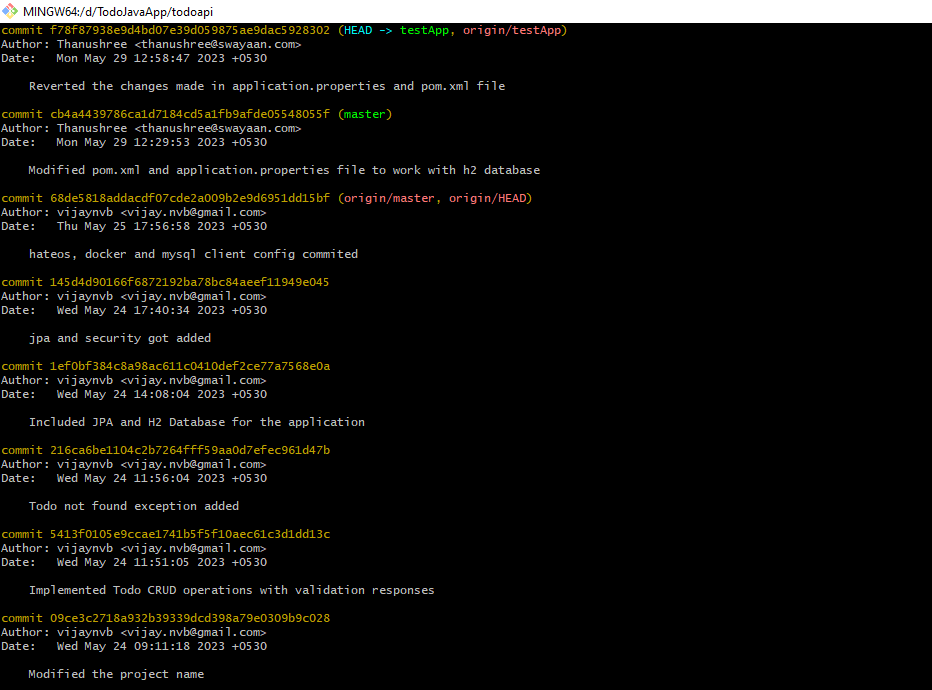 MINGW64:/d/TodoJavaApp/todoapi
commit f78f87938e9d4bd07e39d059875ae9dac5928302 (HEAD -> testApp, origin/testApp)
Author: Thanushree <thanushree@swayaan.com>
Date:   Mon May 29 12:58:47 2023 +0530
Reverted the changes made in application.properties and pom.xml file
commit cb4a4439786ca1d7184cd5a1fb9afde05548055f (master)
Author: Thanushree <thanushree@swayaan.com>
Date:   Mon May 29 12:29:53 2023 +0530
Modified pom.xml and application.properties file to work with h2 database
commit 68de5818addacdf07cde2a009b2e9d6951dd15bf (origin/master, origin/HEAD)
Author: vijaynvb <vijay.nvb@gmail.com>
Date:   Thu May 25 17:56:58 2023 +0530
hateos, docker and mysql client config commited
commit 145d4d90166f6872192ba78bc84aeef11949e045
Author: vijaynvb <vijay.nvb@gmail.com>
Date:   Wed May 24 17:40:34 2023 +0530
jpa and security got added
commit 1ef0bf384c8a98ac611c0410def2ce77a7568e0a
Author: vijaynvb <vijay.nvb@gmail.com>
Date:   Wed May 24 14:08:04 2023 +0530
Included JPA and H2 Database for the application
commit 216ca6be1104c2b7264fff59aa0d7efec961d47b
Author: vijaynvb <vijay.nvb@gmail.com>
Date:   Wed May 24 11:56:04 2023 +0530
Todo not found exception added
commit 5413f0105e9ccae1741b5f5f10aec61c3d1dd13c
Author: vijaynvb <vijay.nvb@gmail.com>
Date:   Wed May 24 11:51:05 2023 +0530
Implemented Todo CRUD operations with validation responses
commit 09ce3c2718a932b39339dcd398a79e0309b9c028
Author: vijaynvb <vijay.nvb@gmail.com>
Date:   Wed May 24 09:11:18 2023 +0530
Modified the project name